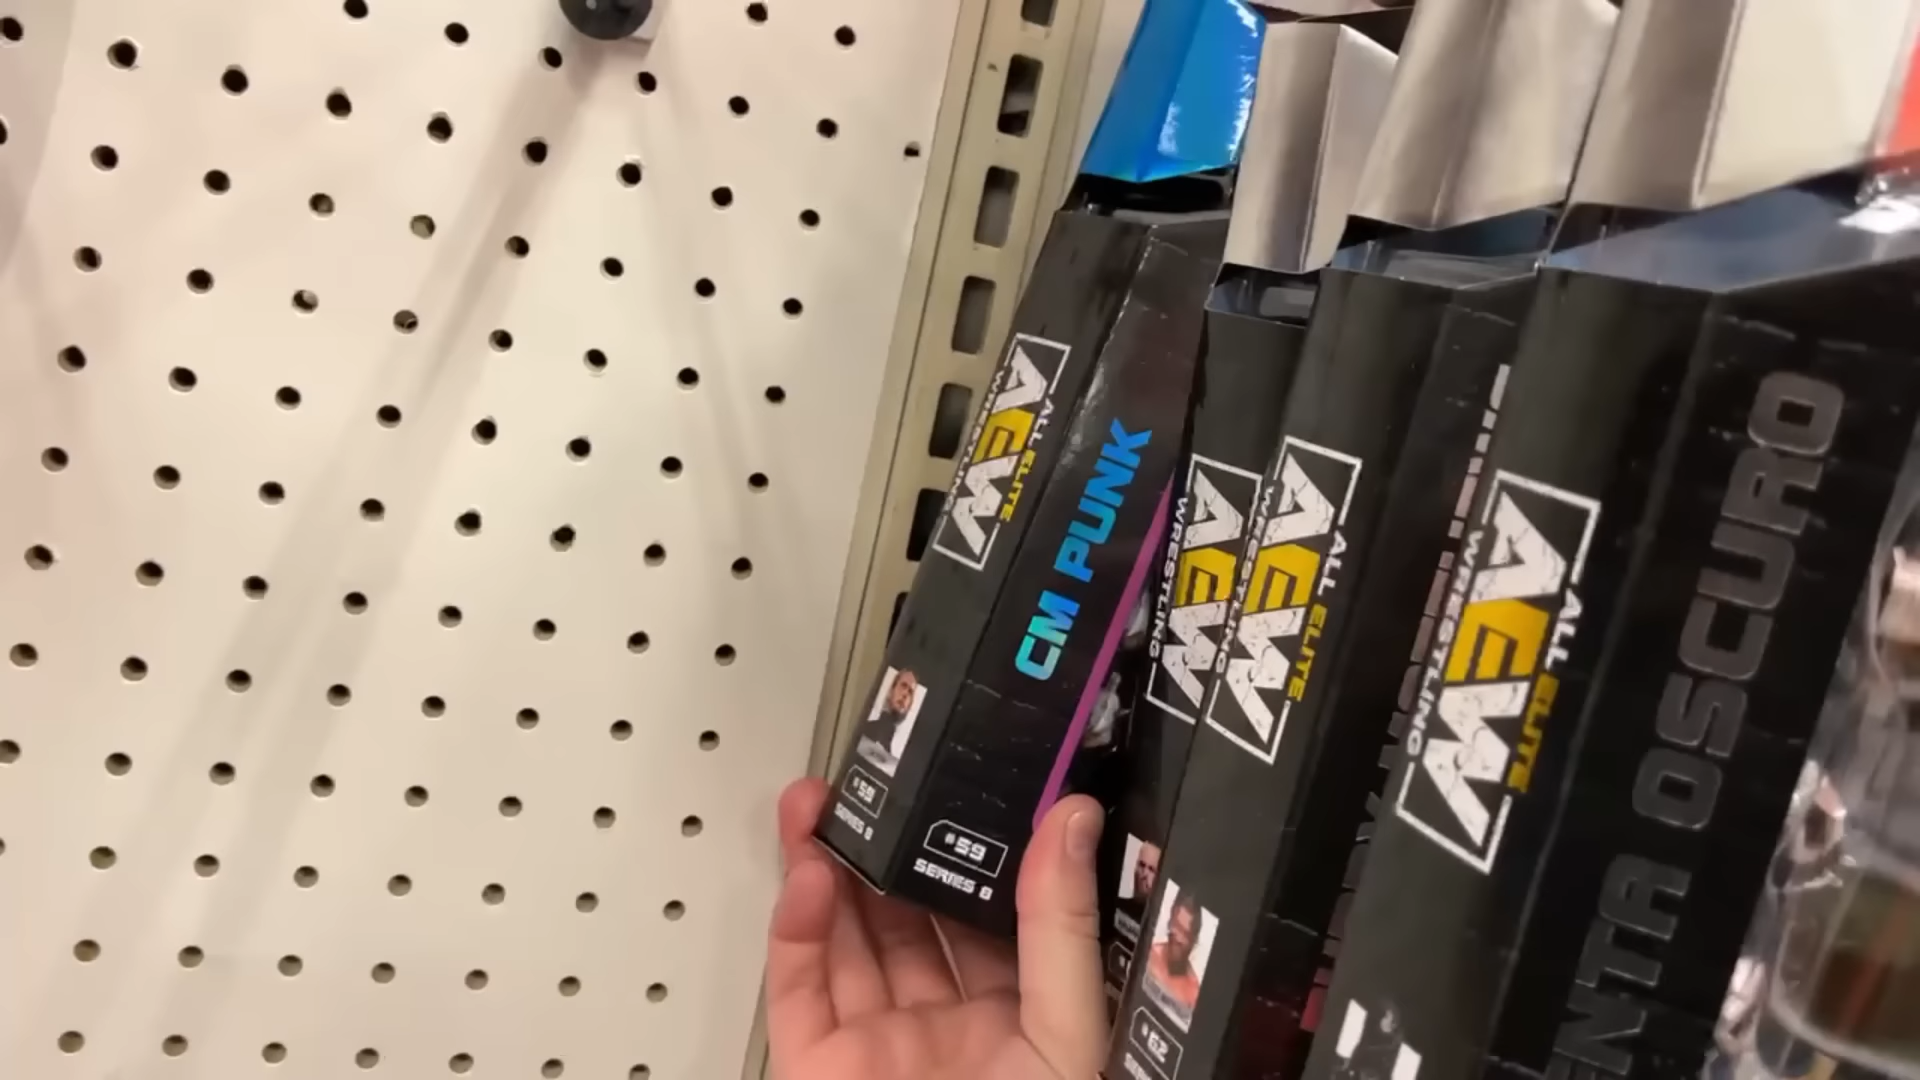 ALL ELITE
AEW
WRESTLING
CM PUNK
#59
SERIES 8
#59
SERIES 8
AEW
WRESTLING
ALL ELITE
AEW
WRESTLING
#62
ALL ELITE
AEW
WRESTLING
OSCURO